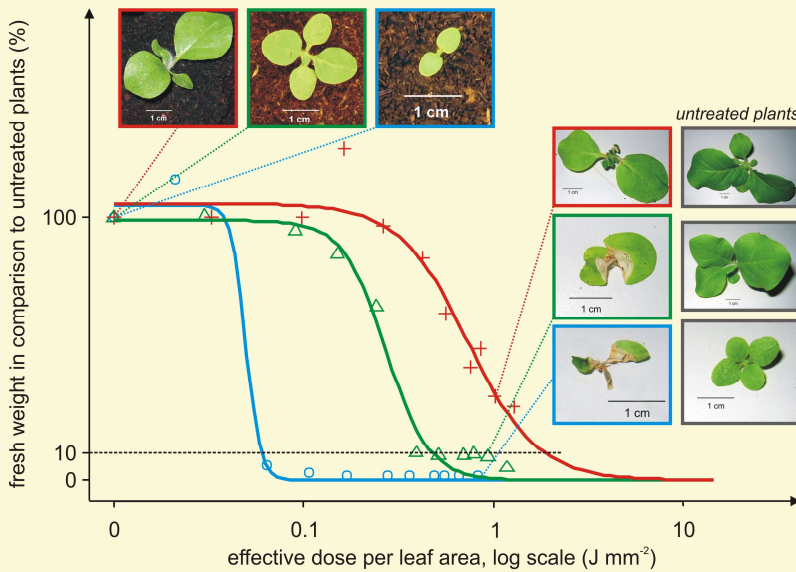 fresh weight in comparison to untreated plants (%)
1 cm
1 cm
1 cm
untreated plants
100
1 cm
1 cm
1 cm
1 cm
1 cm
1 cm
10
0
0
0.1
1
10
effective dose per leaf area, log scale (J mm⁻²)